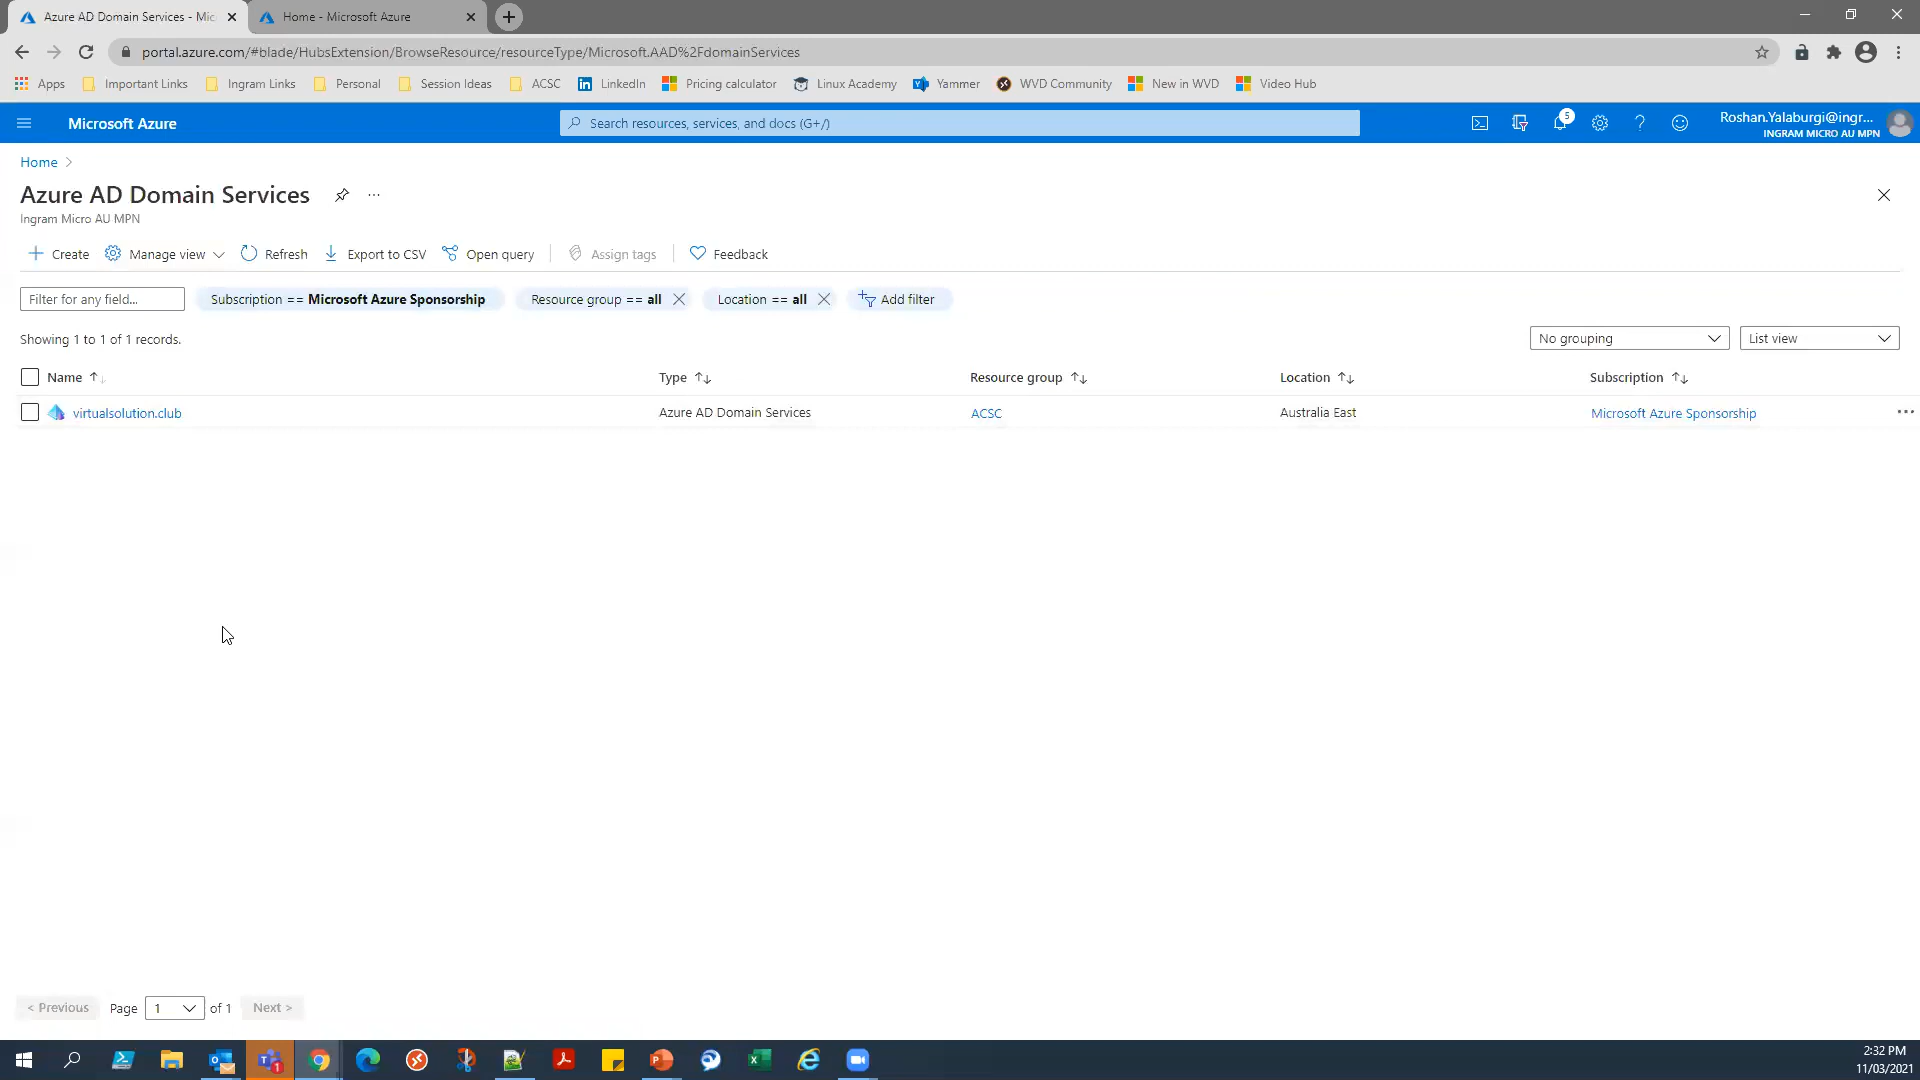 Azure AD Domain Services - Mic
Home - Microsoft Azure
portal.azure.com/#blade/HubsExtension/BrowseResource/resourceType/Microsoft.AAD%2FdomainServices
Apps Important Links Ingram Links Personal Session Ideas ACSC LinkedIn Pricing calculator Linux Academy Yammer WVD Community New in WVD Video Hub
Microsoft Azure
Search resources, services, and docs (G+/)
5
Roshan.Yalaburgi@ingr...
INGRAM MICRO AU MPN
Home
Azure AD Domain Services
Ingram Micro AU MPN
Create Manage view Refresh Export to CSV Open query Assign tags Feedback
Filter for any field...
Subscription == Microsoft Azure Sponsorship
Resource group == all
Location == all
Add filter
Showing 1 to 1 of 1 records.
No grouping
List view
Name Type Resource group Location Subscription
virtualsolution.club Azure AD Domain Services ACSC Australia East Microsoft Azure Sponsorship
< Previous Page 1 of 1 Next >
2:32 PM
11/03/2021